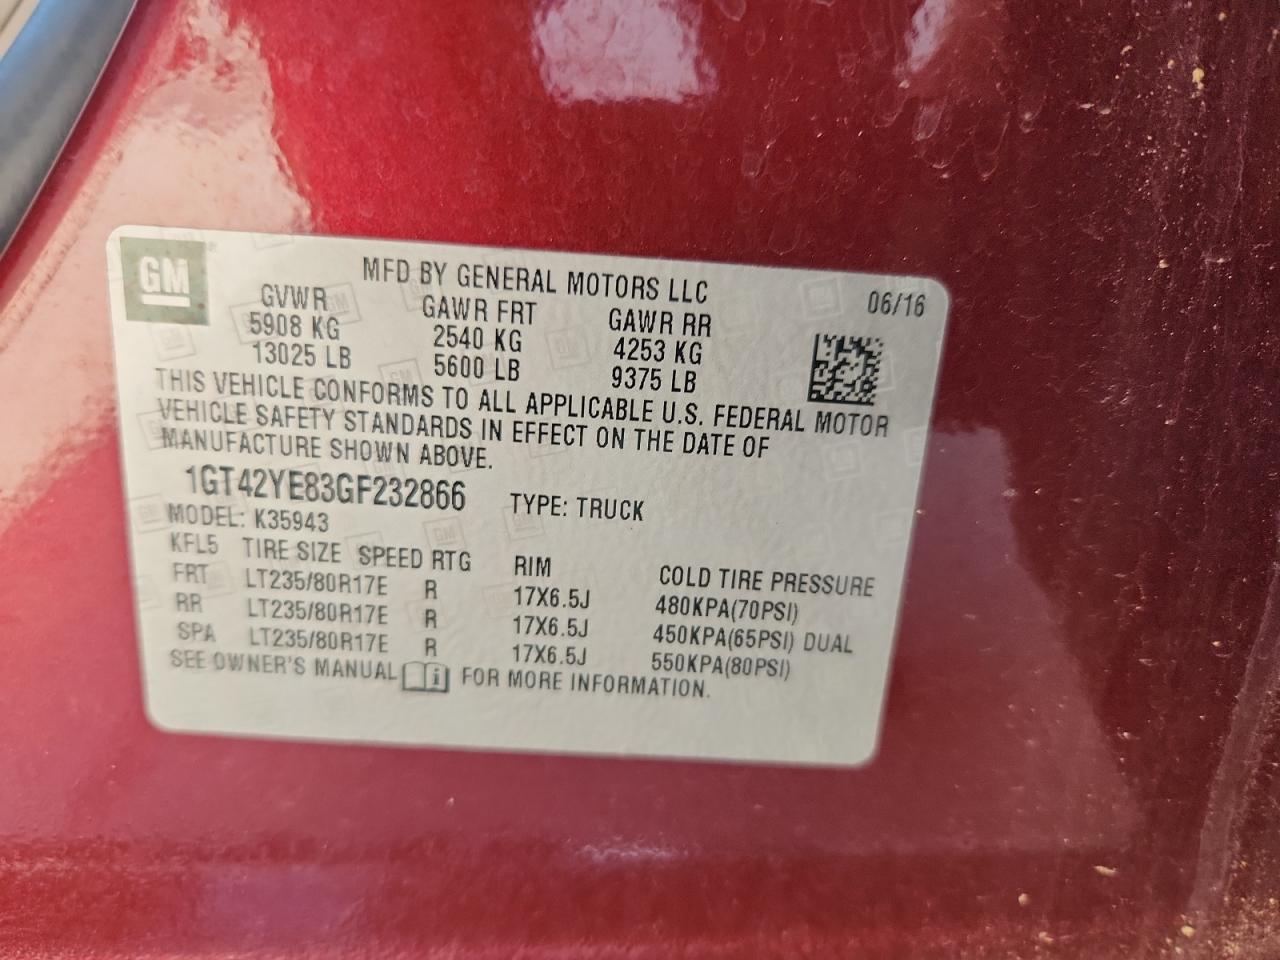 GM
MFD BY GENERAL MOTORS LLC
06/16
GVWR GAWR FRT GAWR RR
5908 KG 2540 KG 4253 KG
13025 LB 5600 LB 9375 LB
THIS VEHICLE CONFORMS TO ALL APPLICABLE U.S. FEDERAL MOTOR
VEHICLE SAFETY STANDARDS IN EFFECT ON THE DATE OF
MANUFACTURE SHOWN ABOVE.
1GT42YE83GF232866 TYPE: TRUCK
MODEL: K35943
KFL5 TIRE SIZE SPEED RTG RIM COLD TIRE PRESSURE
FRT LT235/80R17E R 17X6.5J 480KPA(70PSI)
RR LT235/80R17E R 17X6.5J 450KPA(65PSI) DUAL
SPA LT235/80R17E R 17X6.5J 550KPA(80PSI)
SEE OWNER'S MANUAL i FOR MORE INFORMATION.